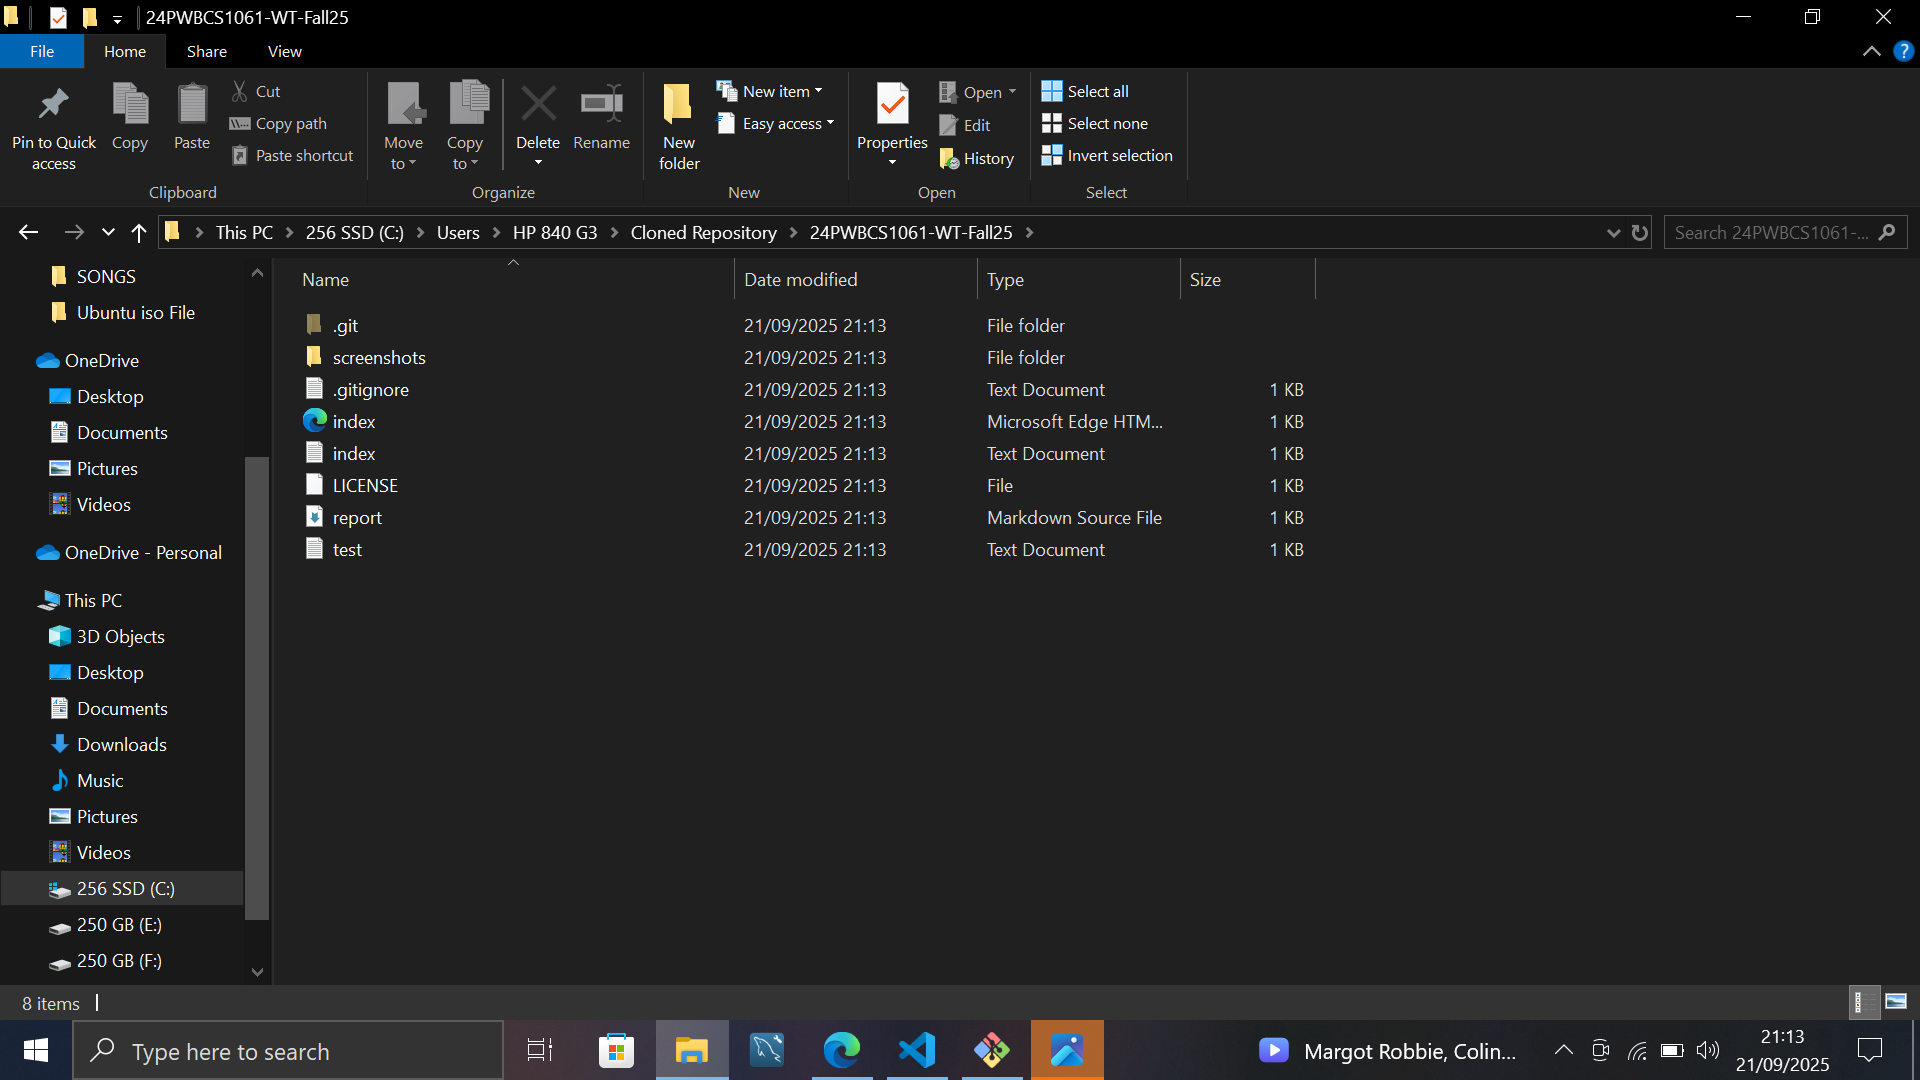 24PWBCS1061-WT-Fall25
File Home Share View
Pin to Quick access
Copy
Paste
Cut
Copy path
Paste shortcut
Clipboard
Move to
Copy to
Delete
Rename
Organize
New folder
New item
Easy access
New
Properties
Open
Edit
History
Open
Select all
Select none
Invert selection
Select
This PC > 256 SSD (C:) > Users > HP 840 G3 > Cloned Repository > 24PWBCS1061-WT-Fall25 >
Search 24PWBCS1061-...
SONGS
Ubuntu iso File
OneDrive
Desktop
Documents
Pictures
Videos
OneDrive - Personal
This PC
3D Objects
Desktop
Documents
Downloads
Music
Pictures
Videos
256 SSD (C:)
250 GB (E:)
250 GB (F:)
Name Date modified Type Size
.git 21/09/2025 21:13 File folder
screenshots 21/09/2025 21:13 File folder
.gitignore 21/09/2025 21:13 Text Document 1 KB
index 21/09/2025 21:13 Microsoft Edge HTM... 1 KB
index 21/09/2025 21:13 Text Document 1 KB
LICENSE 21/09/2025 21:13 File 1 KB
report 21/09/2025 21:13 Markdown Source File 1 KB
test 21/09/2025 21:13 Text Document 1 KB
8 items
Type here to search
Margot Robbie, Colin...
21:13
21/09/2025